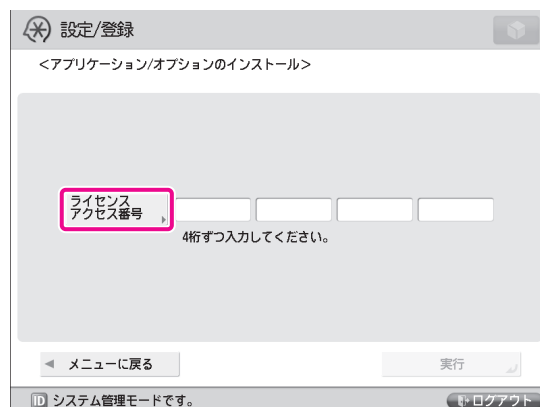 設定/登録
<アプリケーション/オプションのインストール>
ライセンス
アクセス番号
4桁ずつ入力してください。
メニューに戻る
実行
ID システム管理モードです。
ログアウト